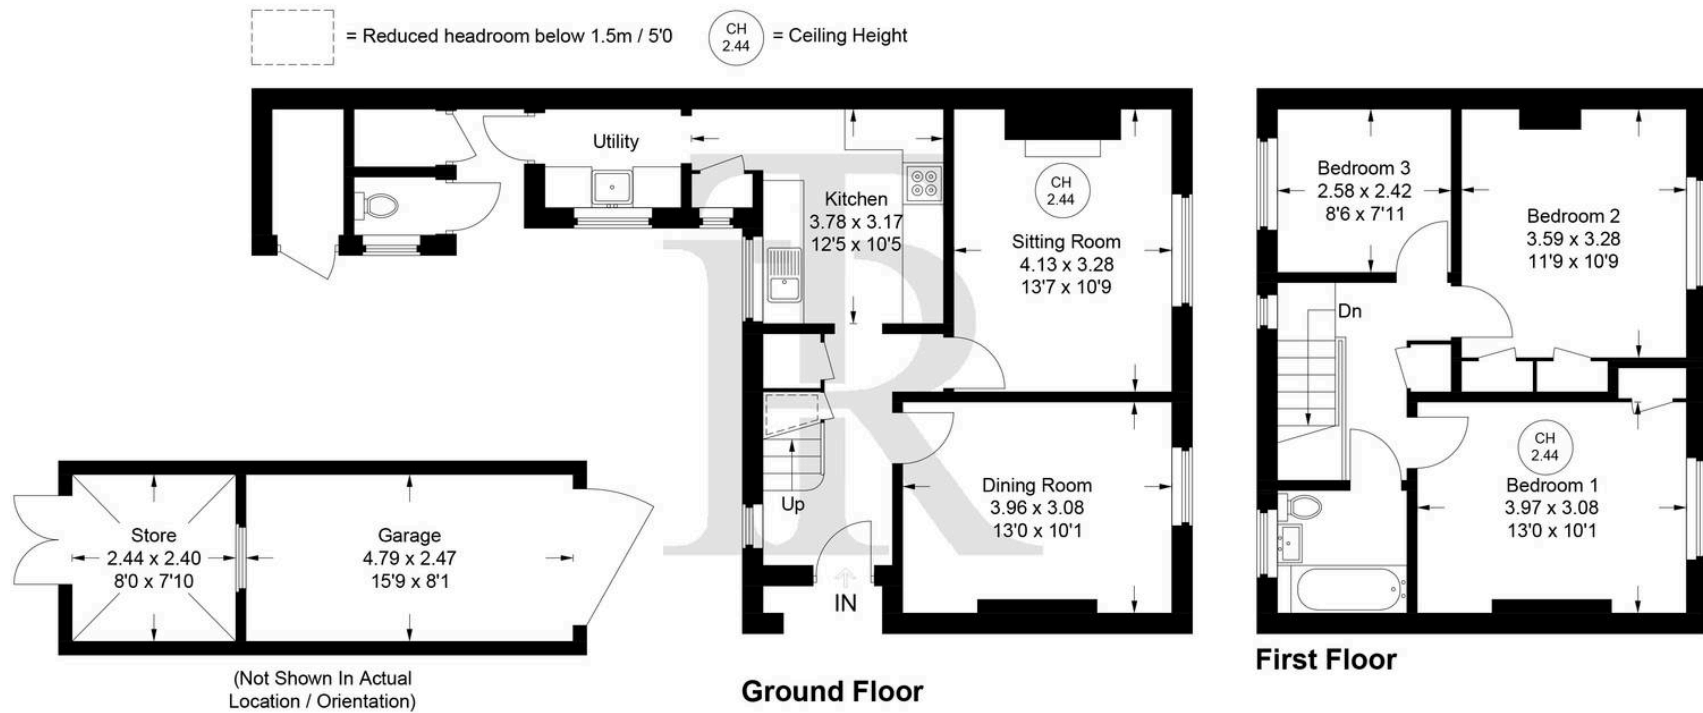 = Reduced headroom below 1.5m / 5'0
CH
2.44
= Ceiling Height
Utility
Kitchen
3.78 x 3.17
12'5 x 10'5
CH
2.44
Sitting Room
4.13 x 3.28
13'7 x 10'9
Dining Room
3.96 x 3.08
13'0 x 10'1
Up
IN
Store
2.44 x 2.40
8'0 x 7'10
Garage
4.79 x 2.47
15'9 x 8'1
(Not Shown In Actual
Location / Orientation)
Ground Floor
Bedroom 3
2.58 x 2.42
8'6 x 7'11
Bedroom 2
3.59 x 3.28
11'9 x 10'9
Dn
CH
2.44
Bedroom 1
3.97 x 3.08
13'0 x 10'1
First Floor